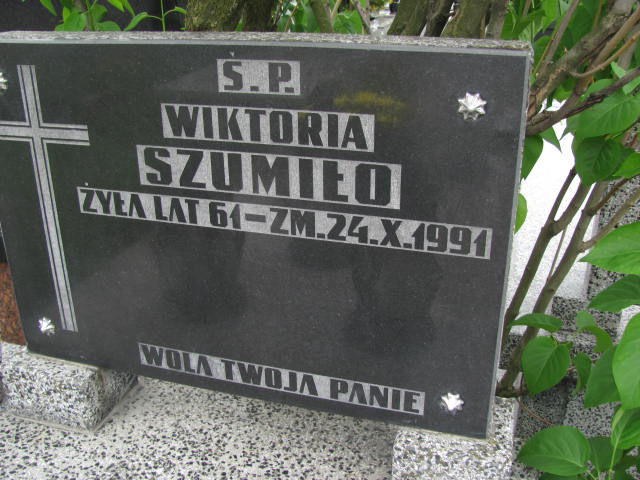 Ś.P.
WIKTORIA
SZUMIŁO
ŻYŁA LAT 61-ZM.24.X.1991
WOLA TWOJA PANIE